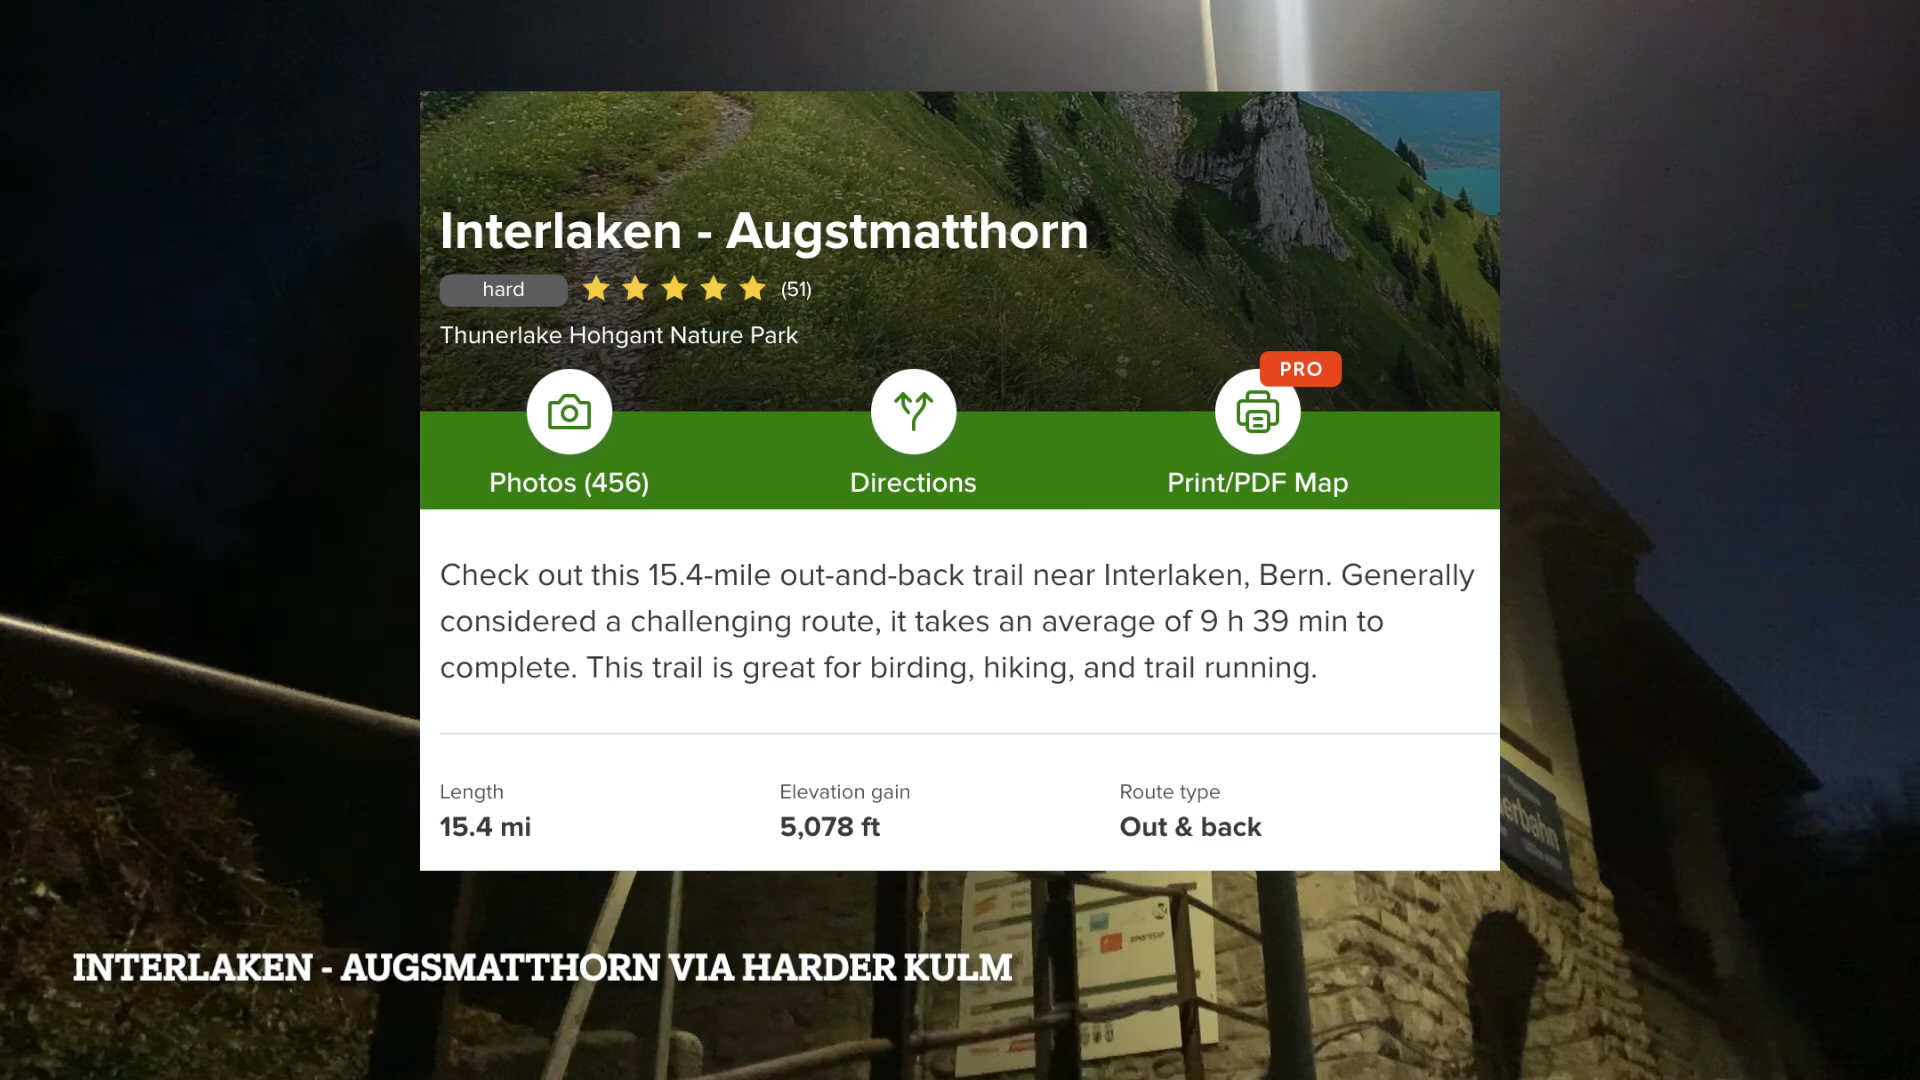 Interlaken - Augstmatthorn
hard
(51)
Thunerlake Hohgant Nature Park
PRO
Photos (456)
Directions
Print/PDF Map
Check out this 15.4-mile out-and-back trail near Interlaken, Bern. Generally
considered a challenging route, it takes an average of 9 h 39 min to
complete. This trail is great for birding, hiking, and trail running.
Length
Elevation gain
Route type
15.4 mi
5,078 ft
Out & back
erbahn
INTERLAKEN - AUGSMATTHORN VIA HARDER KULM